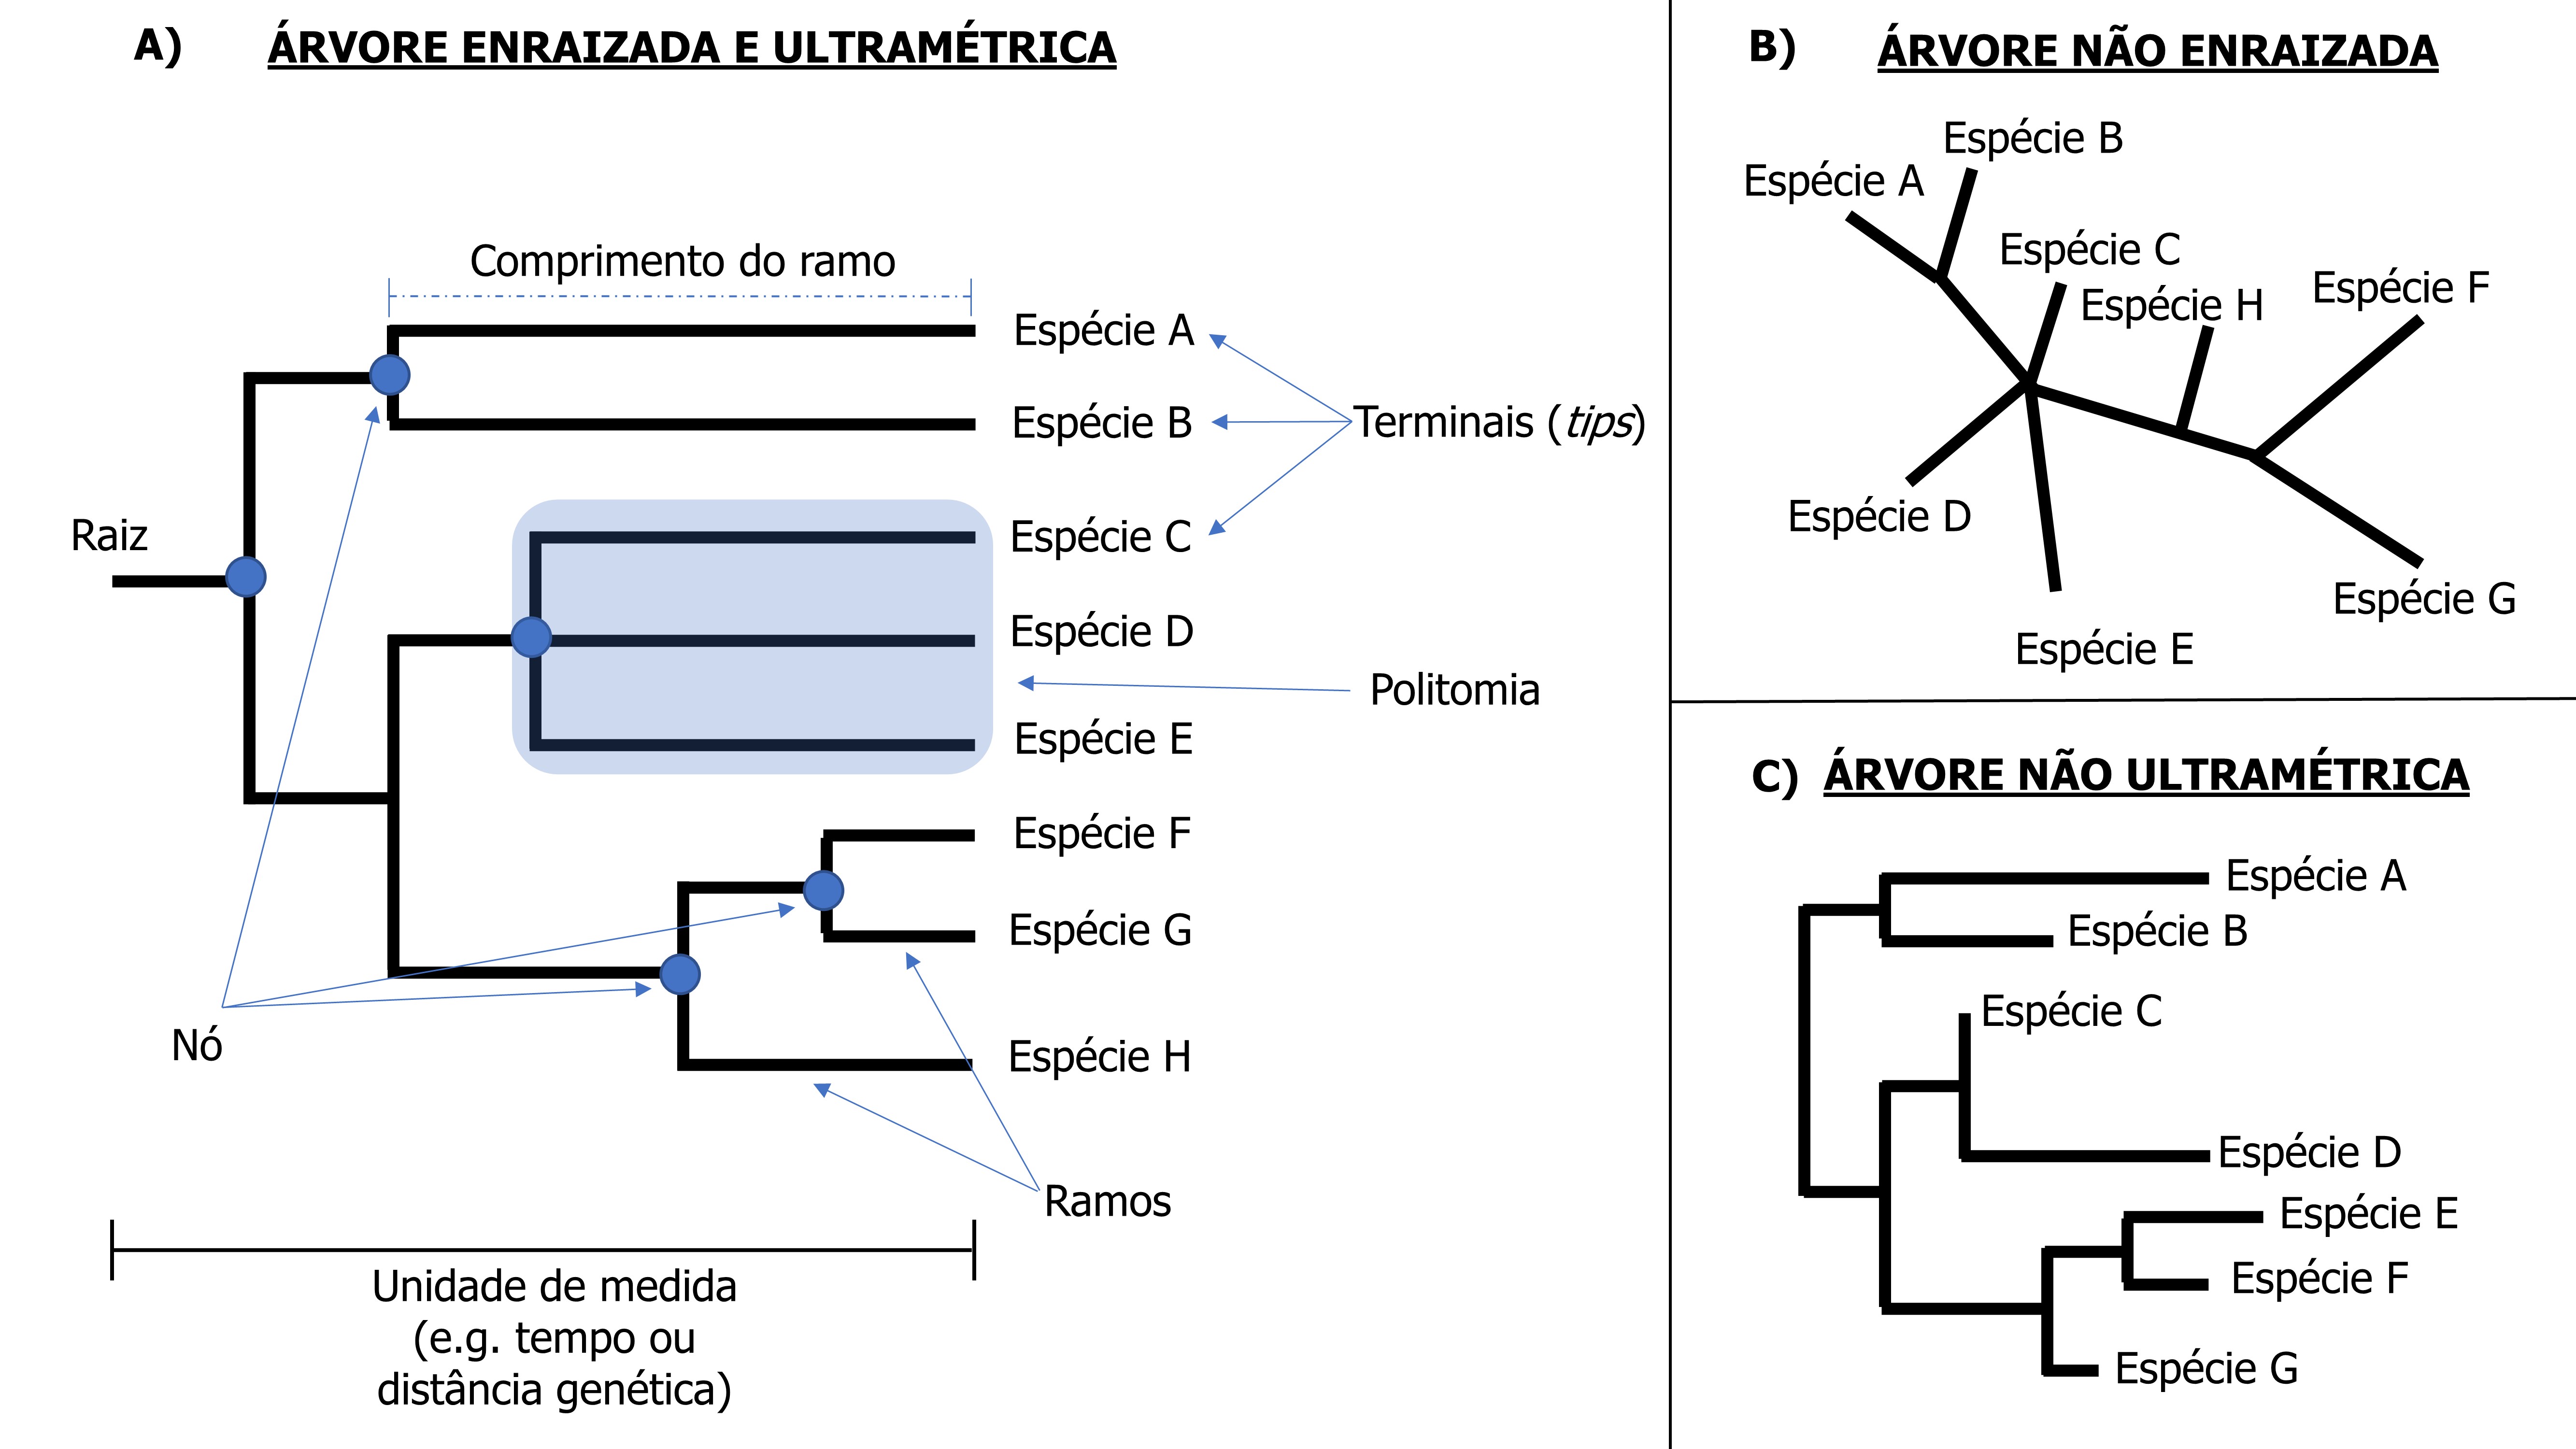 A) ÁRVORE ENRAIZADA E ULTRAMÉTRICA
Comprimento do ramo
Espécie A
Espécie B
Terminais (tips)
Raiz
Espécie C
Espécie D
Politomia
Espécie E
Espécie F
Espécie G
Nó
Espécie H
Ramos
Unidade de medida
(e.g. tempo ou
distância genética)
B) ÁRVORE NÃO ENRAIZADA
Espécie B
Espécie A
Espécie C
Espécie H
Espécie F
Espécie D
Espécie G
Espécie E
C) ÁRVORE NÃO ULTRAMÉTRICA
Espécie A
Espécie B
Espécie C
Espécie D
Espécie E
Espécie F
Espécie G